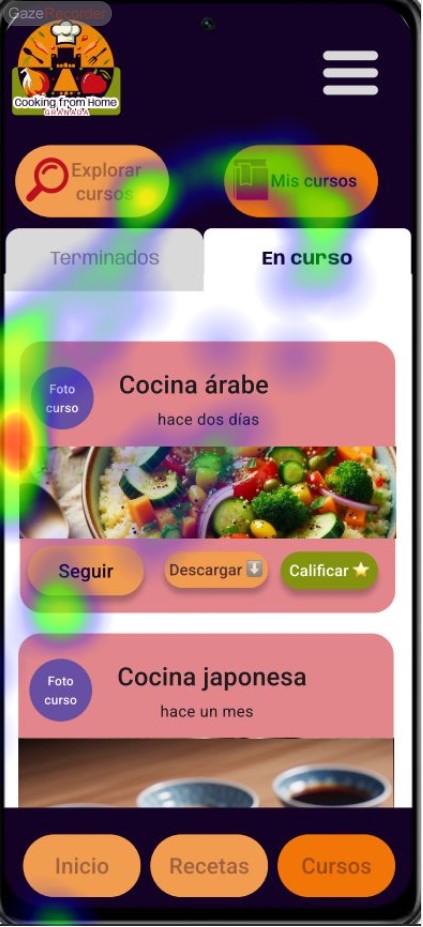 GazeRecorder
Cooking from Home
GRANADA
Explorar
cursos
Mis cursos
Terminados
En curso
Foto
curso
Cocina árabe
hace dos días
Seguir
Descargar
Calificar
Foto
curso
Cocina japonesa
hace un mes
Inicio
Recetas
Cursos